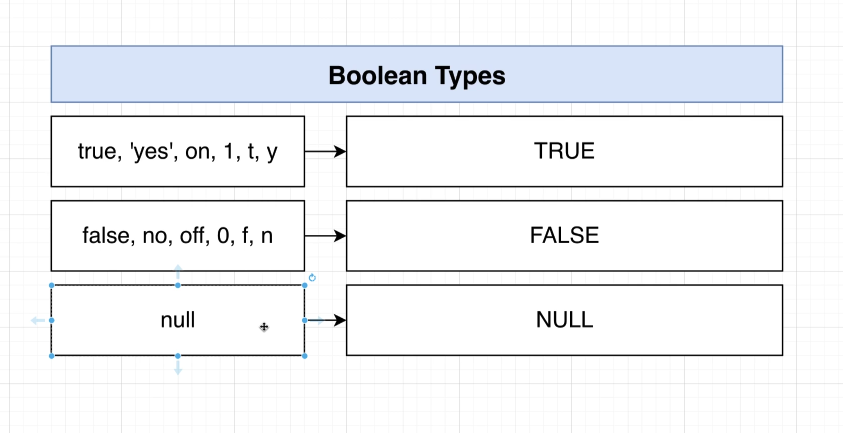 Boolean Types
true, 'yes', on, 1, t, y
TRUE
false, no, off, 0, f, n
FALSE
null
NULL